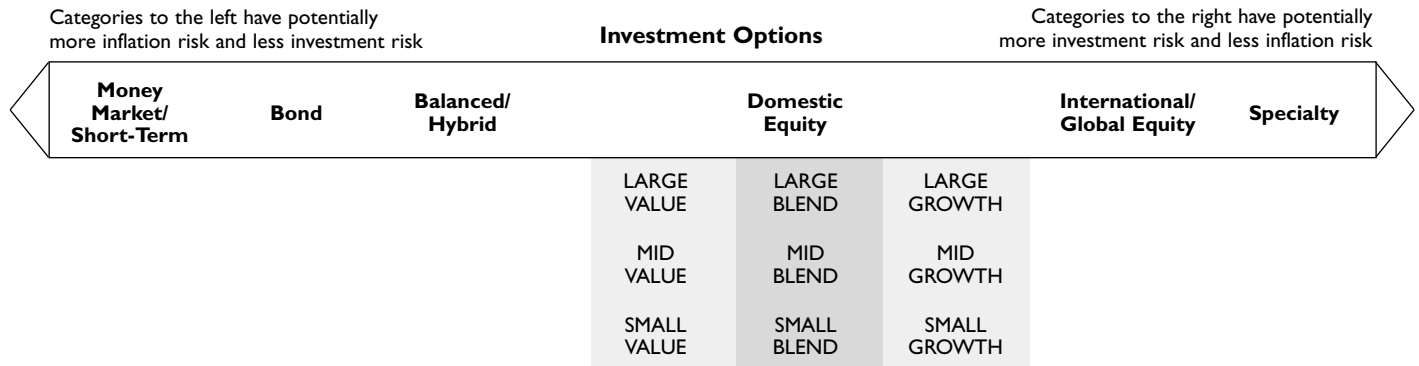 Categories to the left have potentially
more inflation risk and less investment risk
Investment Options
Categories to the right have potentially
more investment risk and less inflation risk
Money
Market/
Short-Term
Bond
Balanced/
Hybrid
Domestic
Equity
International/
Global Equity
Specialty
LARGE
VALUE
LARGE
BLEND
LARGE
GROWTH
MID
VALUE
MID
BLEND
MID
GROWTH
SMALL
VALUE
SMALL
BLEND
SMALL
GROWTH